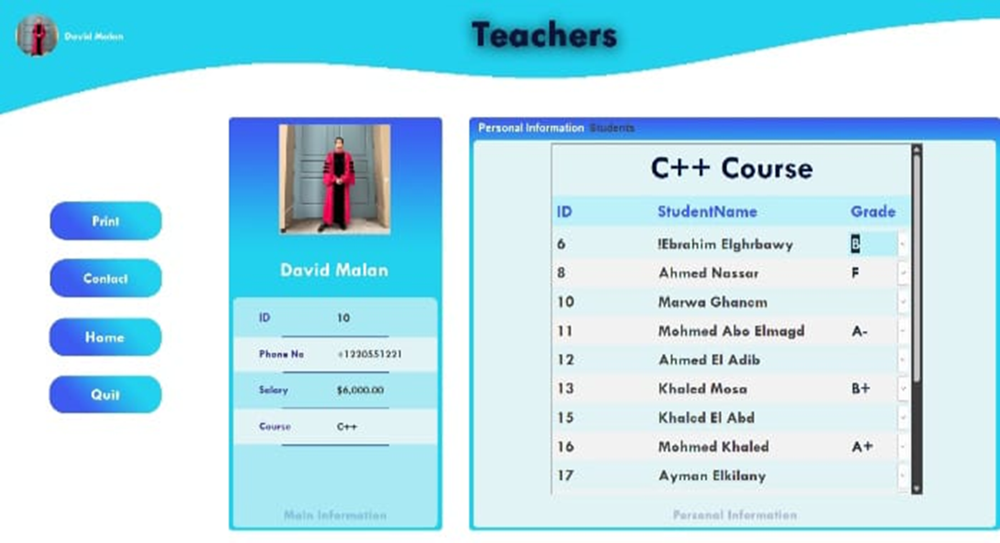 David Malan
Teachers
Print
Contact
Home
Quit
David Malan
ID 10
Phone No +1220551221
Salary $6,000.00
Course C++
Main Information
Personal Information Students
C++ Course
ID StudentName Grade
6 !Ebrahim Elghrbawy B
8 Ahmed Nassar F
10 Marwa Ghanem
11 Mohmed Abo Elmagd A-
12 Ahmed El Adib
13 Khaled Mosa B+
15 Khaled El Abd
16 Mohmed Khaled A+
17 Ayman Elkilany
Personal Information